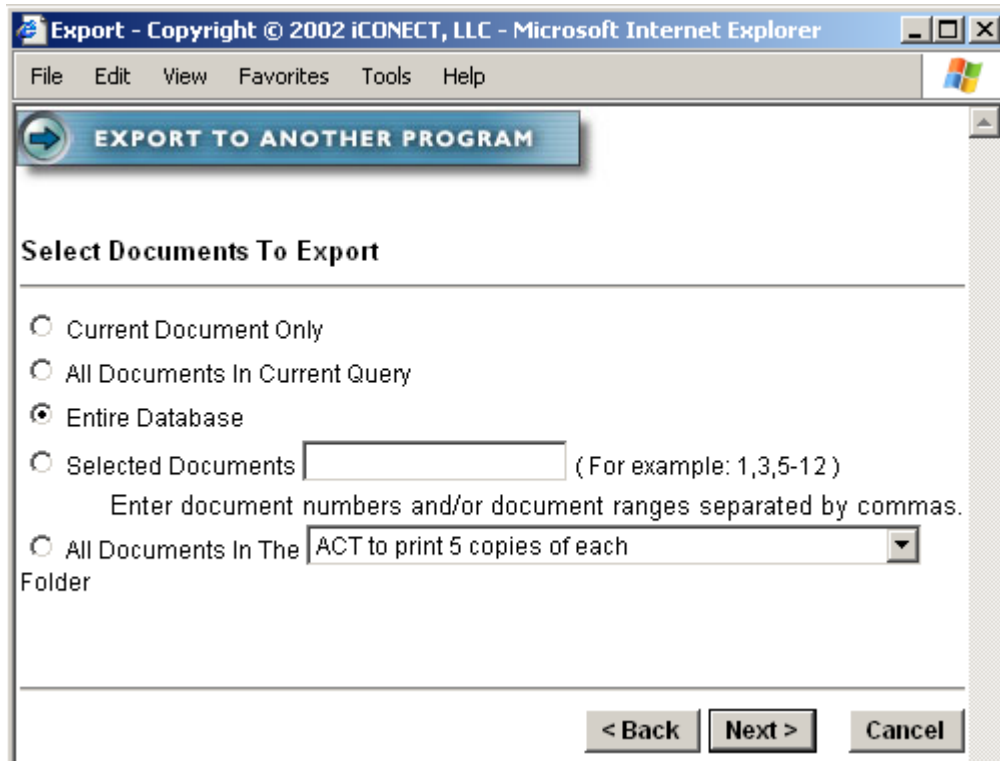 Export - Copyright © 2002 iCONECT, LLC - Microsoft Internet Explorer
File Edit View Favorites Tools Help
EXPORT TO ANOTHER PROGRAM
Select Documents To Export
Current Document Only
All Documents In Current Query
Entire Database
Selected Documents ( For example: 1,3,5-12 )
Enter document numbers and/or document ranges separated by commas.
All Documents In The ACT to print 5 copies of each
Folder
< Back Next > Cancel